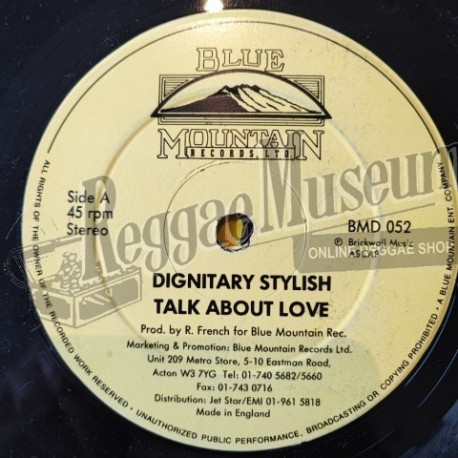 BLUE
MOUNTAIN
RECORDS, LTD.
Side A
45 rpm
Stereo
BMD 052
℗ Brickwall Music
ASCAP
Reggae Museum
ONLINE REGGAE SHOP
DIGNITARY STYLISH
TALK ABOUT LOVE
Prod. by R. French for Blue Mountain Rec.
Marketing & Promotion: Blue Mountain Records Ltd.
Unit 209 Metro Store, 5-10 Eastman Road,
Acton W3 7YG Tel: 01-740 5682/5660
Fax: 01-743 0716
Distribution: Jet Star/EMI 01-961 5818
Made in England
ALL RIGHTS OF THE OWNER OF THE RECORDED WORK RESERVED - UNAUTHORIZED PUBLIC PERFORMANCE, BROADCASTING OR COPYING PROHIBITED • A BLUE MOUNTAIN ENT. COMPANY